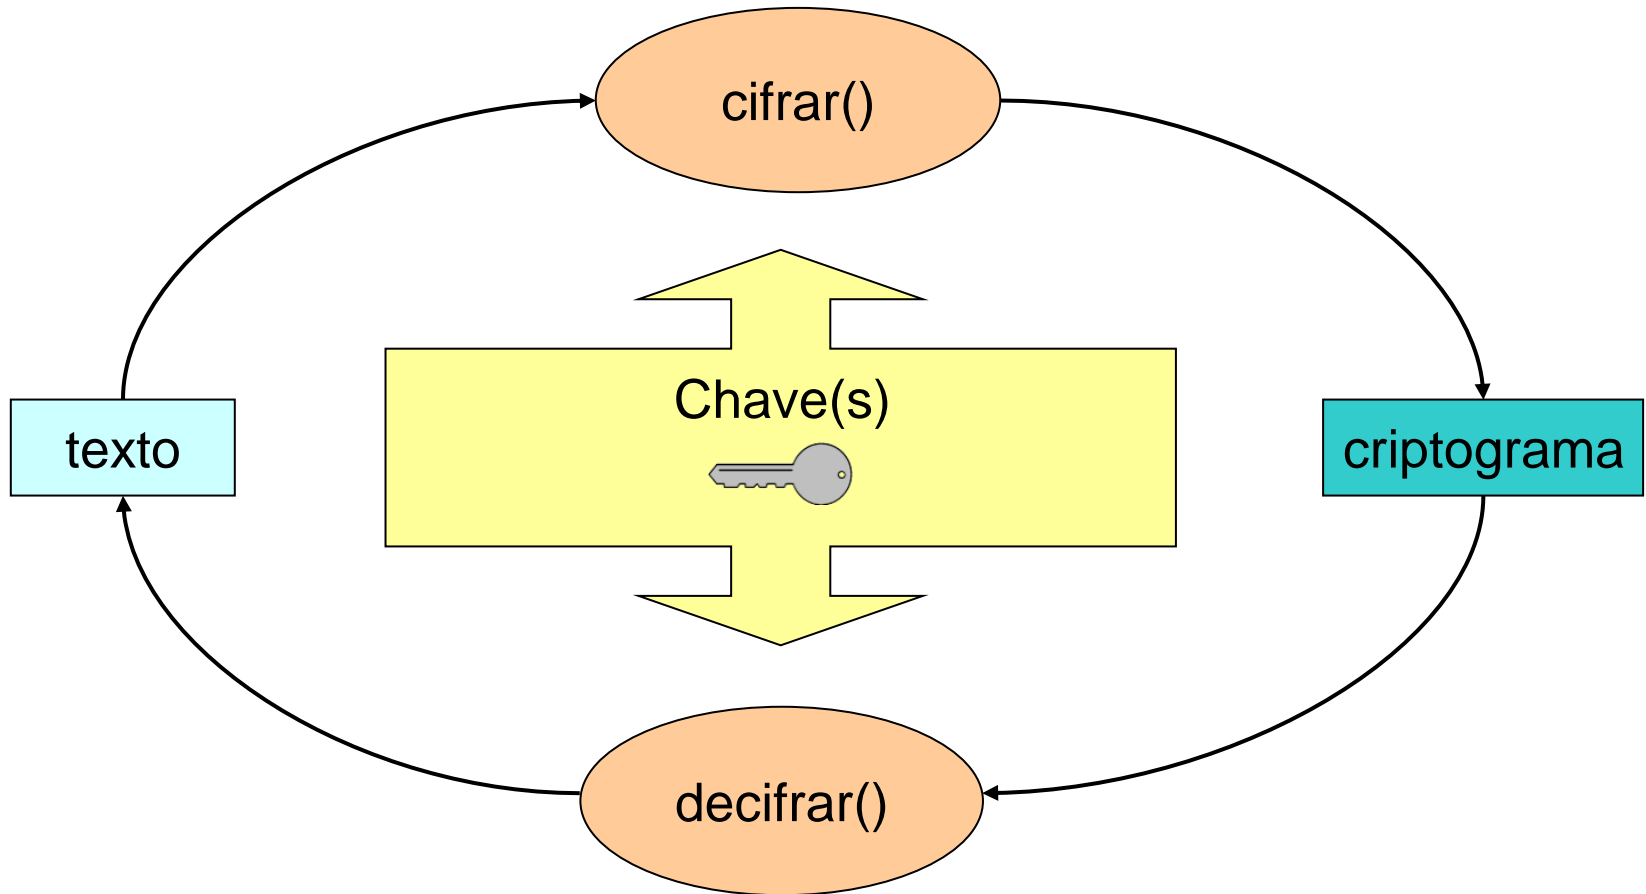 cifrar()
Chave(s)
texto
criptograma
decifrar()